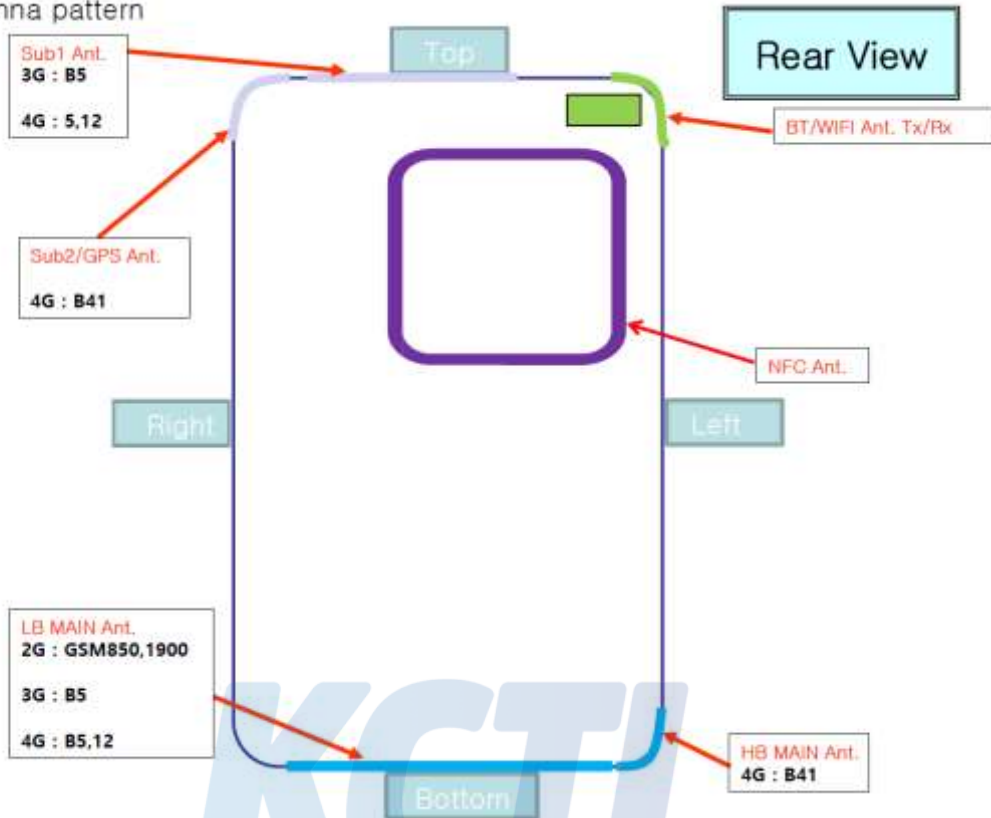 nna pattern
Sub1 Ant.
3G : B5
4G : 5,12
Top
Rear View
BT/WIFI Ant. Tx/Rx
Sub2/GPS Ant.
4G : B41
NFC Ant.
Right
Left
LB MAIN Ant.
2G : GSM850,1900
3G : B5
4G : B5,12
HB MAIN Ant.
4G : B41
Bottom
KCTL